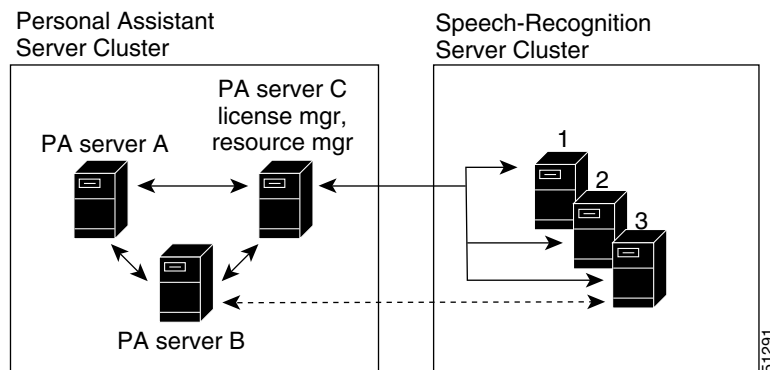 Personal Assistant
Server Cluster
Speech-Recognition
Server Cluster
PA server C
license mgr,
resource mgr
PA server A
PA server B
1
2
3
51291